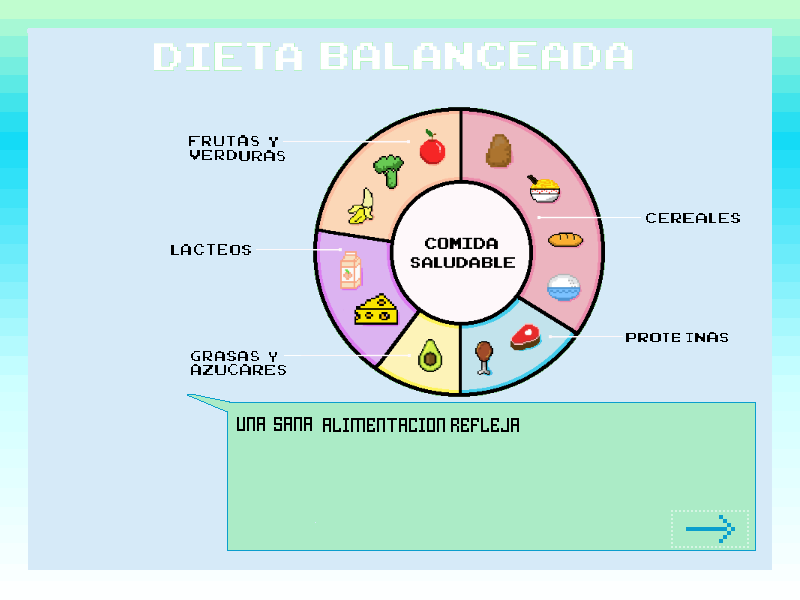 DIETA BALANCEADA
FRUTAS Y
VERDURAS
CEREALES
COMIDA
SALUDABLE
LACTEOS
PROTEINAS
GRASAS Y
AZUCARES
UNA SANA ALIMENTACION REFLEJA